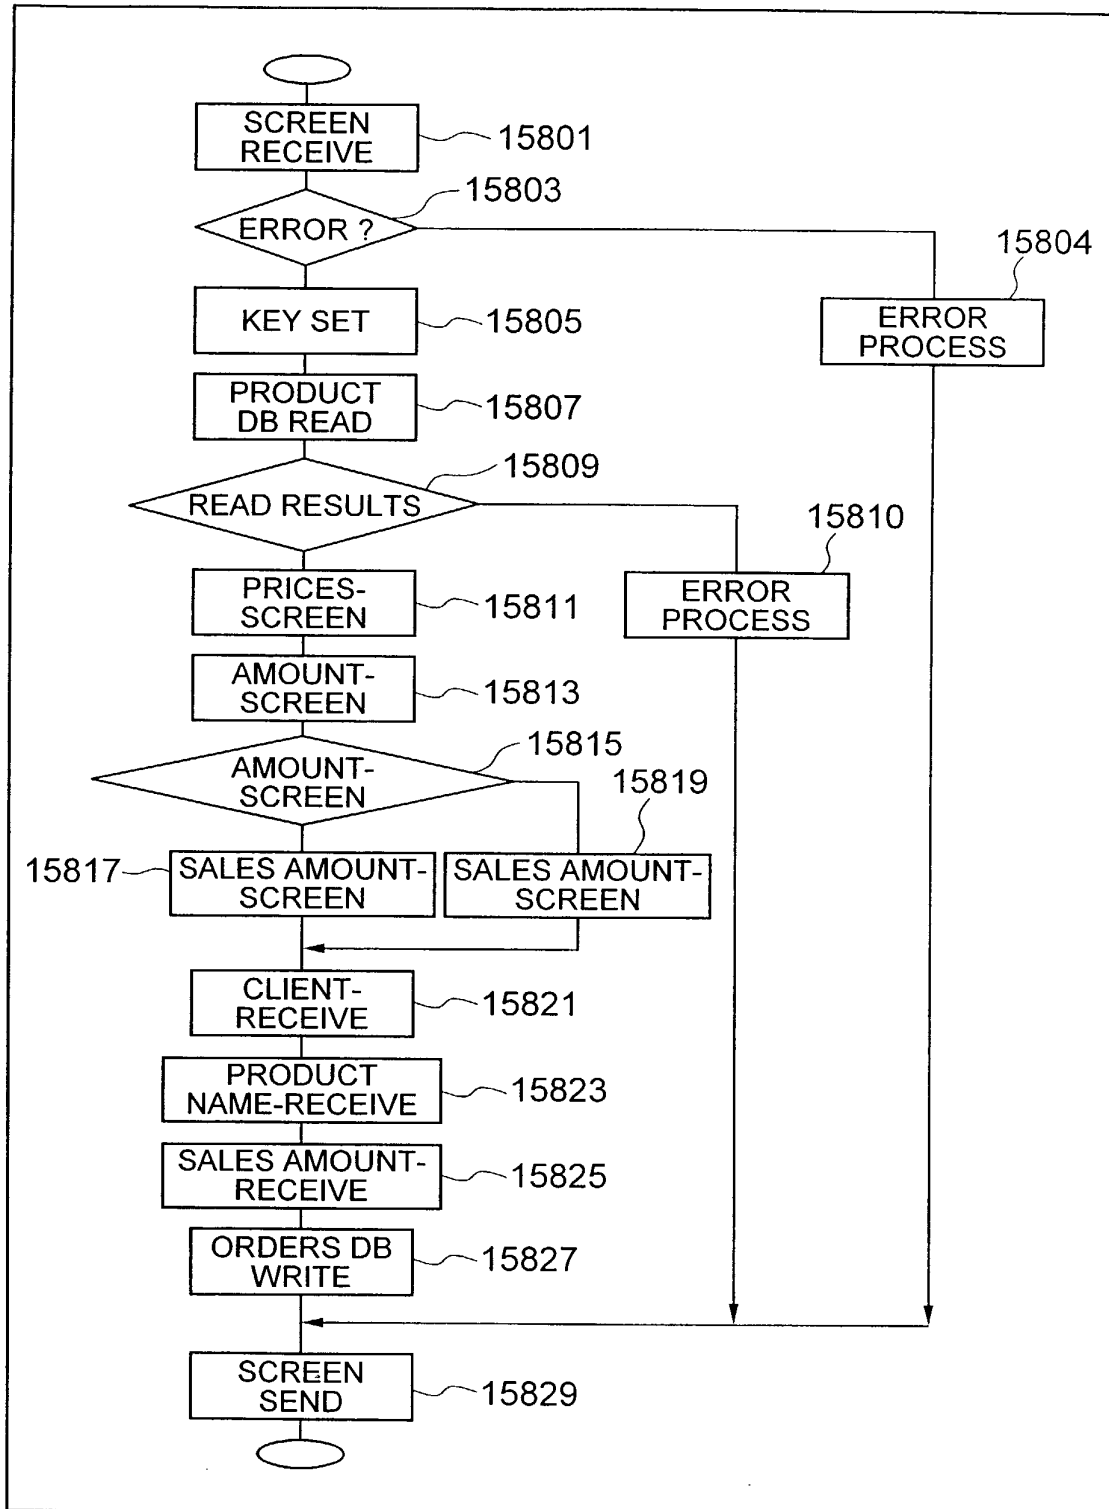 SCREEN
RECEIVE
15801
15803
ERROR ?
15804
ERROR
PROCESS
KEY SET
15805
PRODUCT
DB READ
15807
15809
READ RESULTS
15810
ERROR
PROCESS
PRICES-
SCREEN
15811
AMOUNT-
SCREEN
15813
15815
AMOUNT-
SCREEN
15819
15817
SALES AMOUNT-
SCREEN
SALES AMOUNT-
SCREEN
CLIENT-
RECEIVE
15821
PRODUCT
NAME-RECEIVE
15823
SALES AMOUNT-
RECEIVE
15825
ORDERS DB
WRITE
15827
SCREEN
SEND
15829